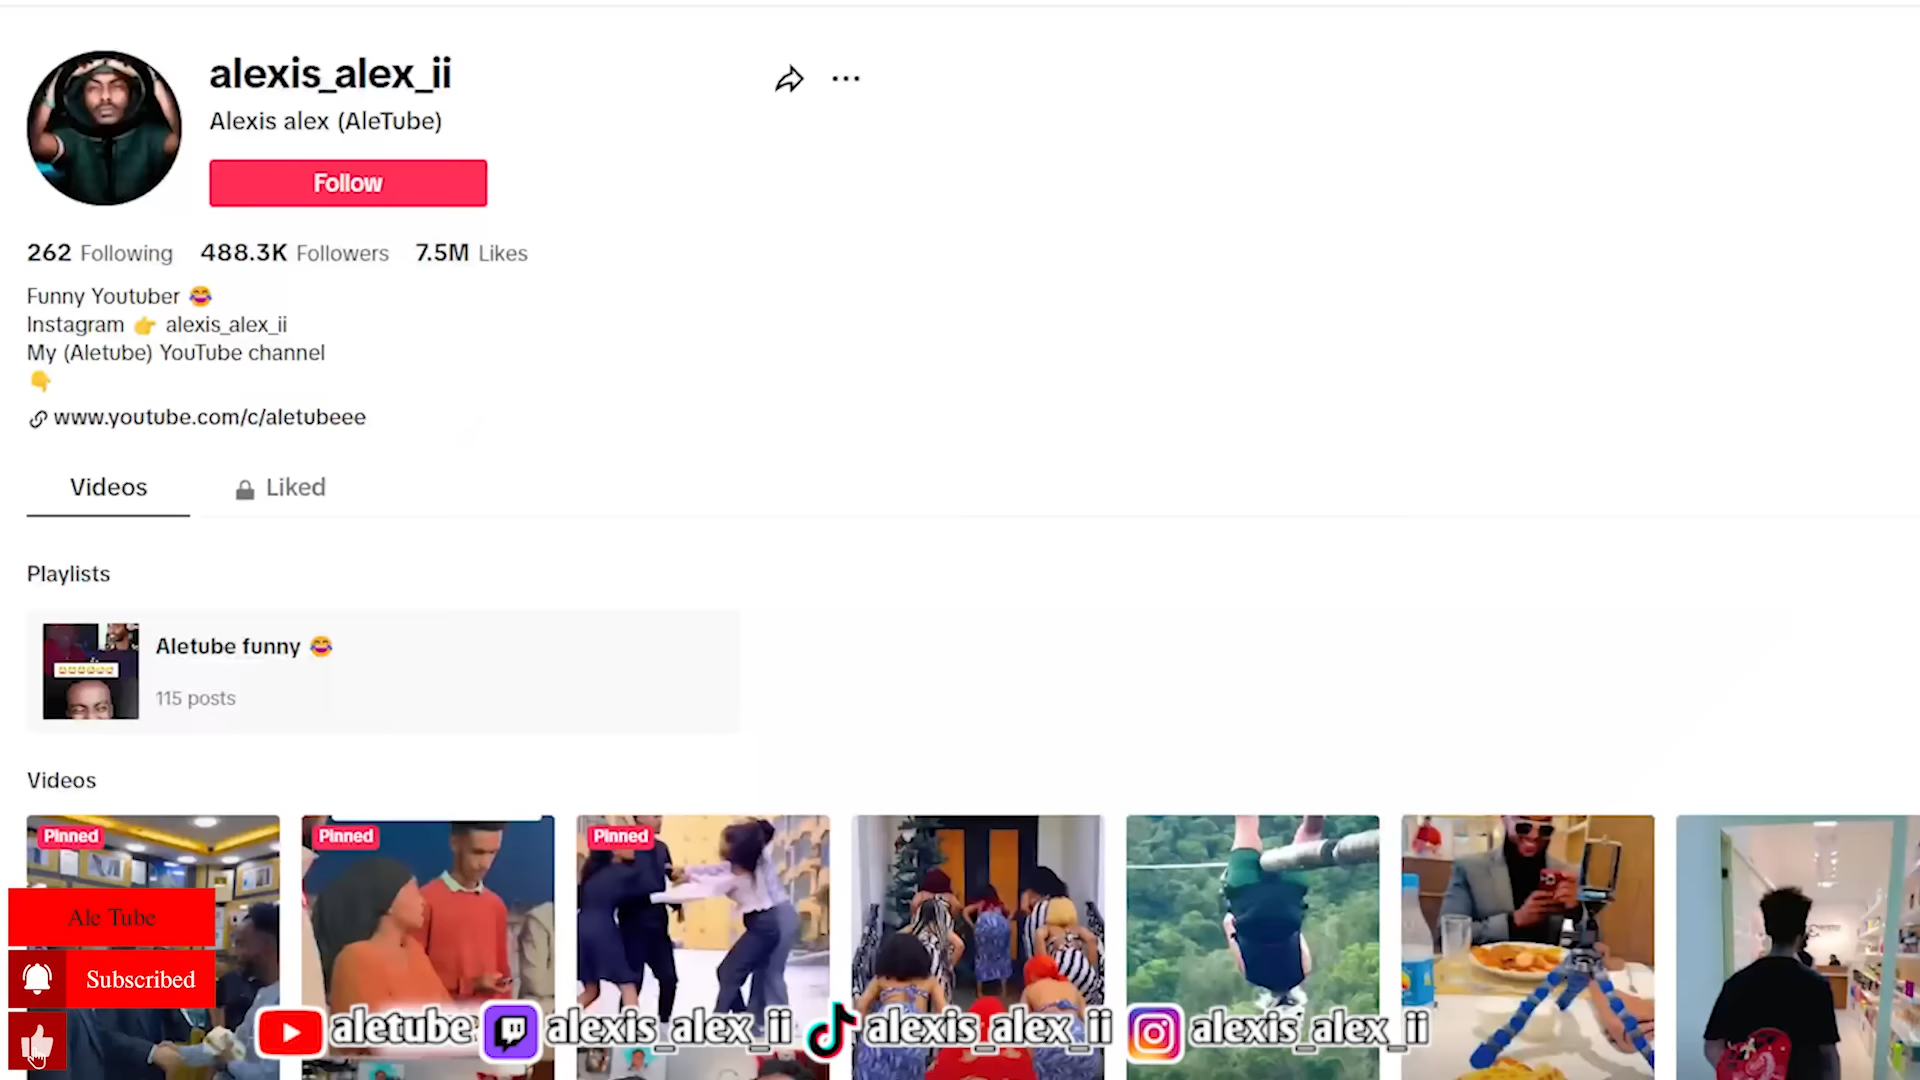 alexis_alex_ii
Alexis alex (AleTube)
Follow
262 Following 488.3K Followers 7.5M Likes
Funny Youtuber 😂
Instagram 👉 alexis_alex_ii
My (Aletube) YouTube channel
👇
www.youtube.com/c/aletubeee
Videos Liked
Playlists
Aletube funny 😂
115 posts
Videos
Pinned Pinned Pinned
Ale Tube
Subscribed
aletube alexis_alex_ii alexis_alex_ii alexis_alex_ii